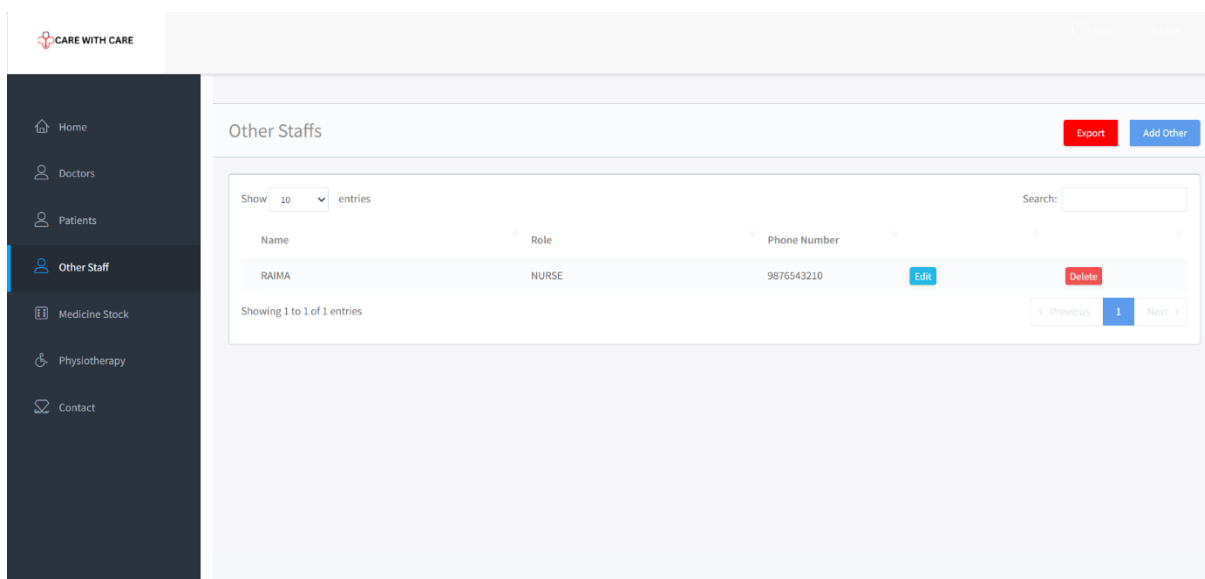 CARE WITH CARE
Home
Doctors
Patients
Other Staff
Medicine Stock
Physiotherapy
Contact
Other Staffs
Export Add Other
Show 10 entries Search:
Name Role Phone Number
RAIMA NURSE 9876543210 Edit Delete
Showing 1 to 1 of 1 entries < Previous 1 Next >